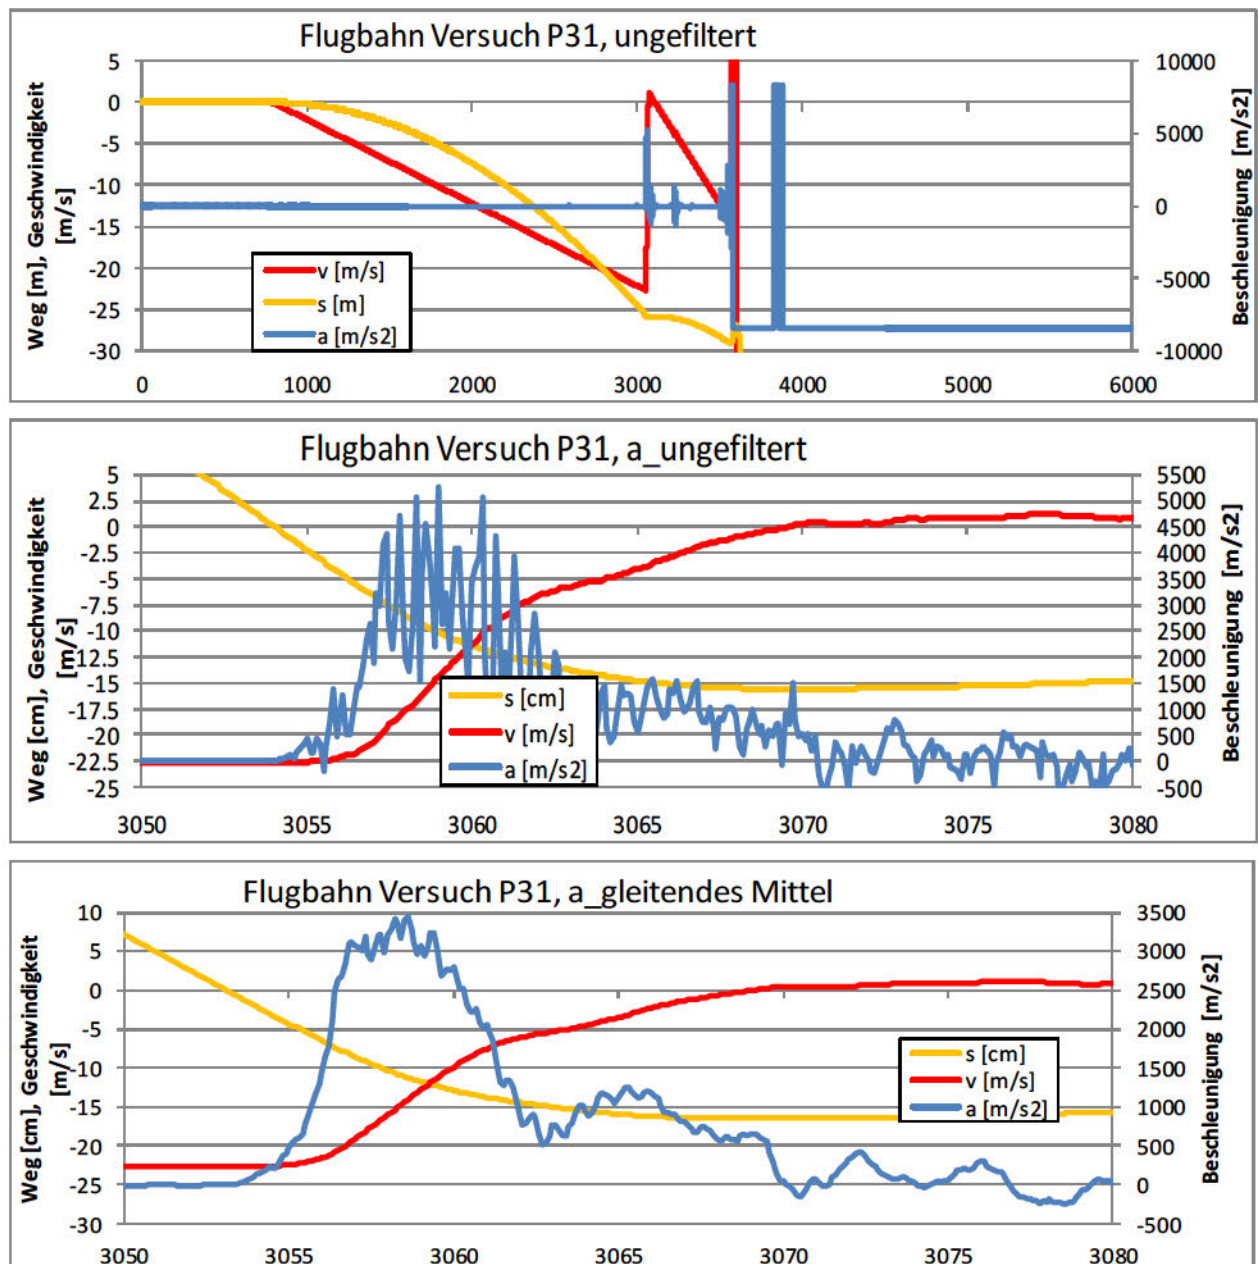 Flugbahn Versuch P31, ungefiltert
Weg [m], Geschwindigkeit
[m/s]
5
0
-5
-10
-15
-20
-25
-30
v [m/s]
s [m]
a [m/s2]
10000
5000
0
-5000
-10000
Beschleunigung [m/s2]
0 1000 2000 3000 4000 5000 6000
Flugbahn Versuch P31, a_ungefiltert
Weg [cm], Geschwindigkeit
[m/s]
5
2.5
0
-2.5
-5
-7.5
-10
-12.5
-15
-17.5
-20
-22.5
-25
s [cm]
v [m/s]
a [m/s2]
5500
5000
4500
4000
3500
3000
2500
2000
1500
1000
500
0
-500
Beschleunigung [m/s2]
3050 3055 3060 3065 3070 3075 3080
Flugbahn Versuch P31, a_gleitendes Mittel
Weg [cm], Geschwindigkeit
[m/s]
10
5
0
-5
-10
-15
-20
-25
-30
s [cm]
v [m/s]
a [m/s2]
3500
3000
2500
2000
1500
1000
500
0
-500
Beschleunigung [m/s2]
3050 3055 3060 3065 3070 3075 3080